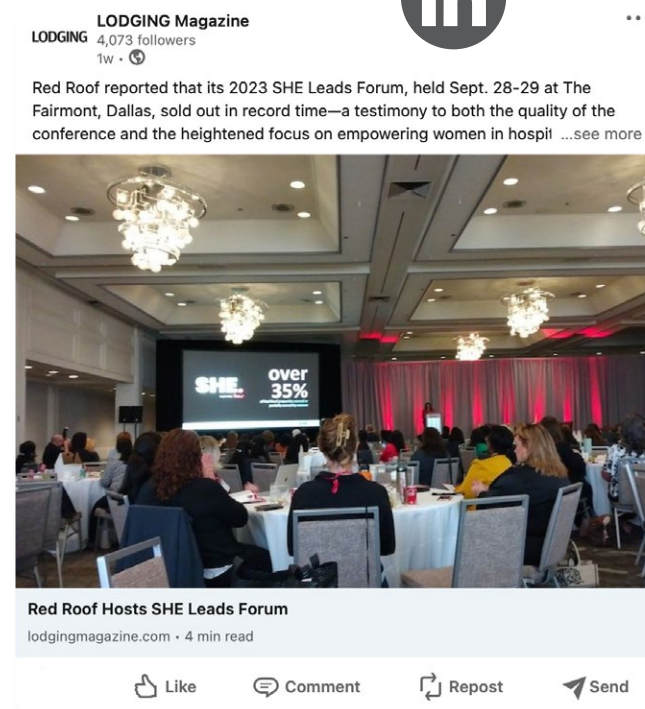 LODGING Magazine
LODGING
4,073 followers
1w •
Red Roof reported that its 2023 SHE Leads Forum, held Sept. 28-29 at The
Fairmont, Dallas, sold out in record time—a testimony to both the quality of the
conference and the heightened focus on empowering women in hospit ...see more
in
SHE.
over
35%
Red Roof Hosts SHE Leads Forum
lodgingmagazine.com • 4 min read
Like
Comment
Repost
Send